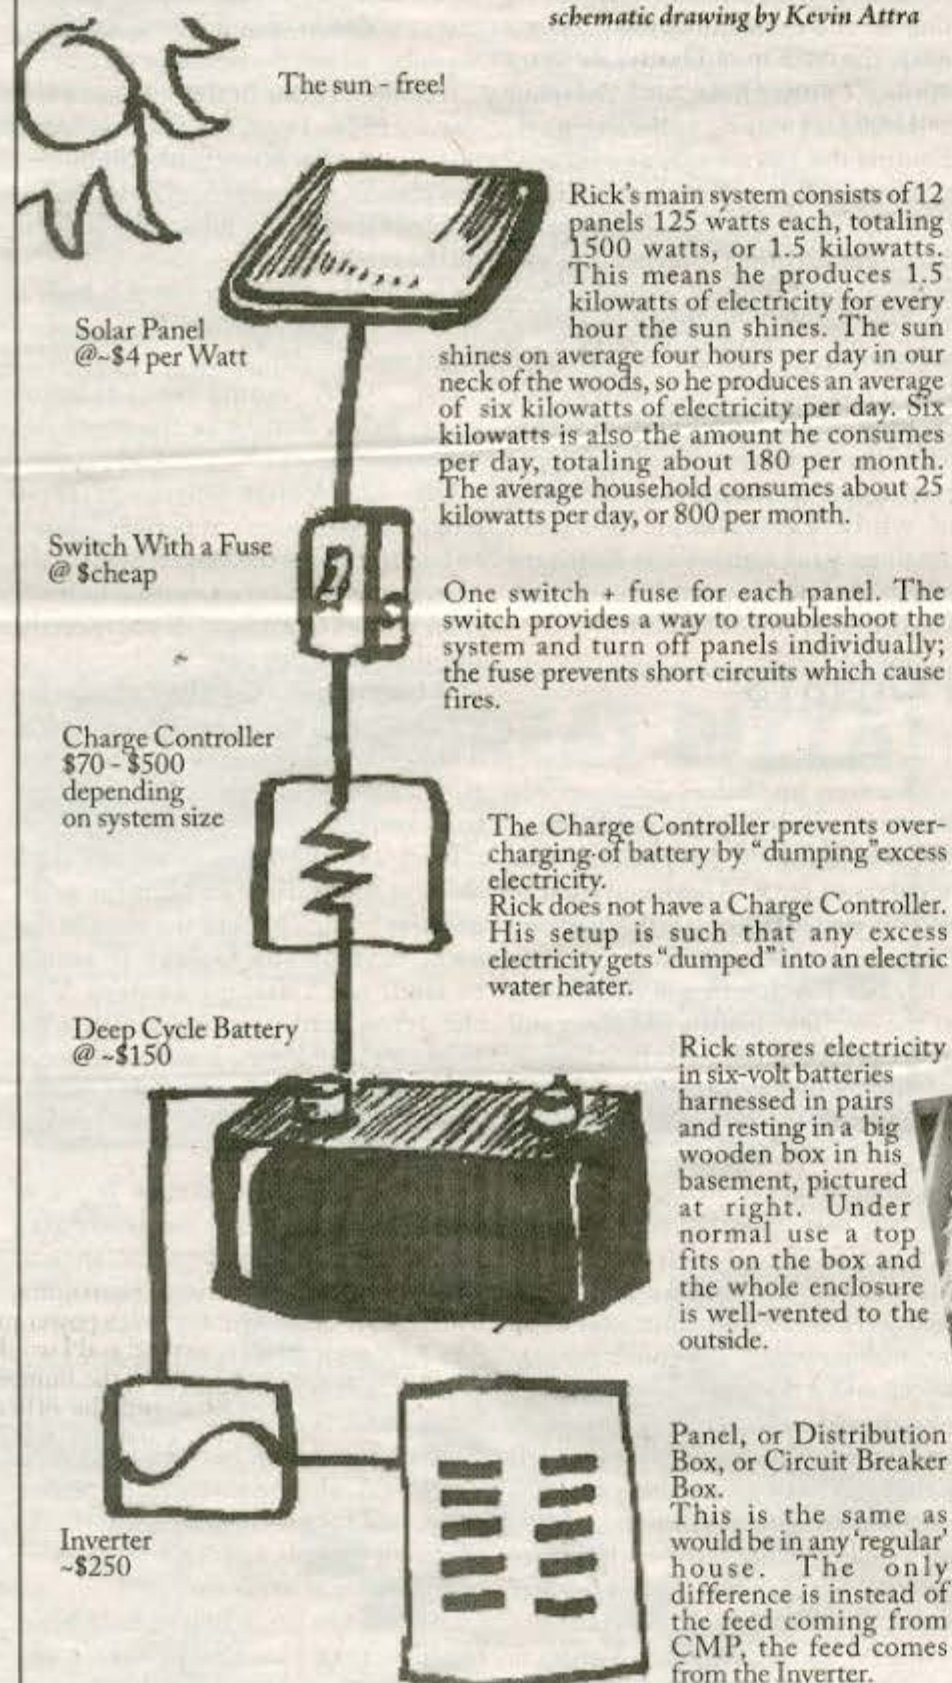 schematic drawing by Kevin Attra
The sun - free!
Rick's main system consists of 12
panels 125 watts each, totaling
1500 watts, or 1.5 kilowatts.
This means he produces 1.5
kilowatts of electricity for every
hour the sun shines. The sun
shines on average four hours per day in our
neck of the woods, so he produces an average
of six kilowatts of electricity per day. Six
kilowatts is also the amount he consumes
per day, totaling about 180 per month.
The average household consumes about 25
kilowatts per day, or 800 per month.
Solar Panel
@~$4 per Watt
Switch With a Fuse
@ $cheap
One switch + fuse for each panel. The
switch provides a way to troubleshoot the
system and turn off panels individually;
the fuse prevents short circuits which cause
fires.
Charge Controller
$70 - $500
depending
on system size
The Charge Controller prevents over-
charging of battery by "dumping" excess
electricity.
Rick does not have a Charge Controller.
His setup is such that any excess
electricity gets "dumped" into an electric
water heater.
Deep Cycle Battery
@ ~$150
Rick stores electricity
in six-volt batteries
harnessed in pairs
and resting in a big
wooden box in his
basement, pictured
at right. Under
normal use a top
fits on the box and
the whole enclosure
is well-vented to the
outside.
Inverter
~$250
Panel, or Distribution
Box, or Circuit Breaker
Box.
This is the same as
would be in any 'regular'
house. The only
difference is instead of
the feed coming from
CMP, the feed comes
from the Inverter.